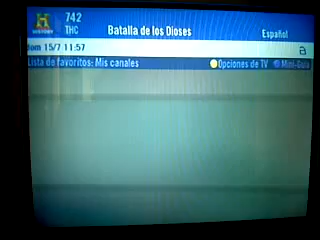 HISTORY
742
THC
Batalla de los Dioses
Español
dom 15/7 11:57
Lista de favoritos: Mis canales
Opciones de TV
Mini-Guía